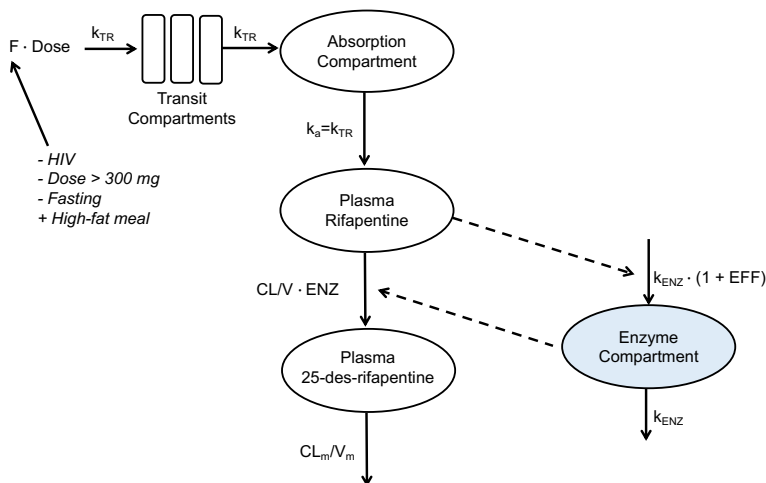 F · Dose
k_TR
k_TR
Transit
Compartments
Absorption
Compartment
- HIV
- Dose > 300 mg
- Fasting
+ High-fat meal
k_a=k_TR
Plasma
Rifapentine
CL/V · ENZ
k_ENZ · (1 + EFF)
Enzyme
Compartment
k_ENZ
Plasma
25-des-rifapentine
CL_m/V_m